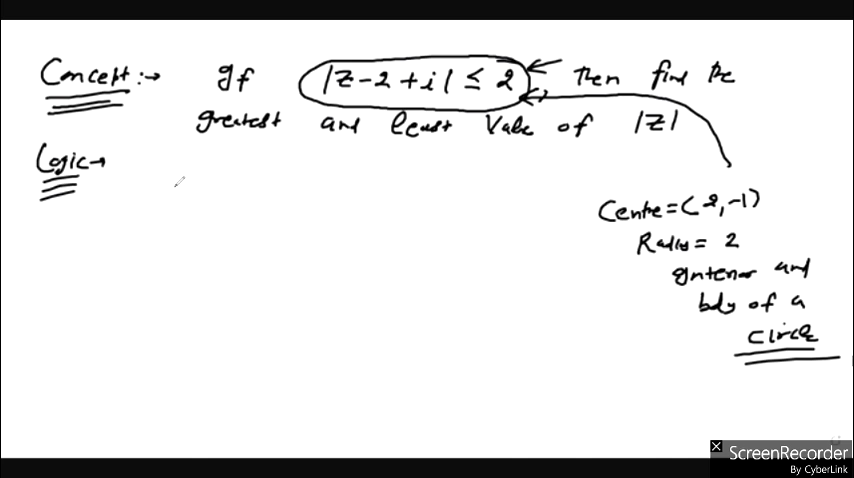 Concept :→ If |z-2+i| ≤ 2 then find the
greatest and least Value of |z|
Logic→
Centre=(2,-1)
Radius= 2
Interior and
bdy of a
Circle
ScreenRecorder
By CyberLink